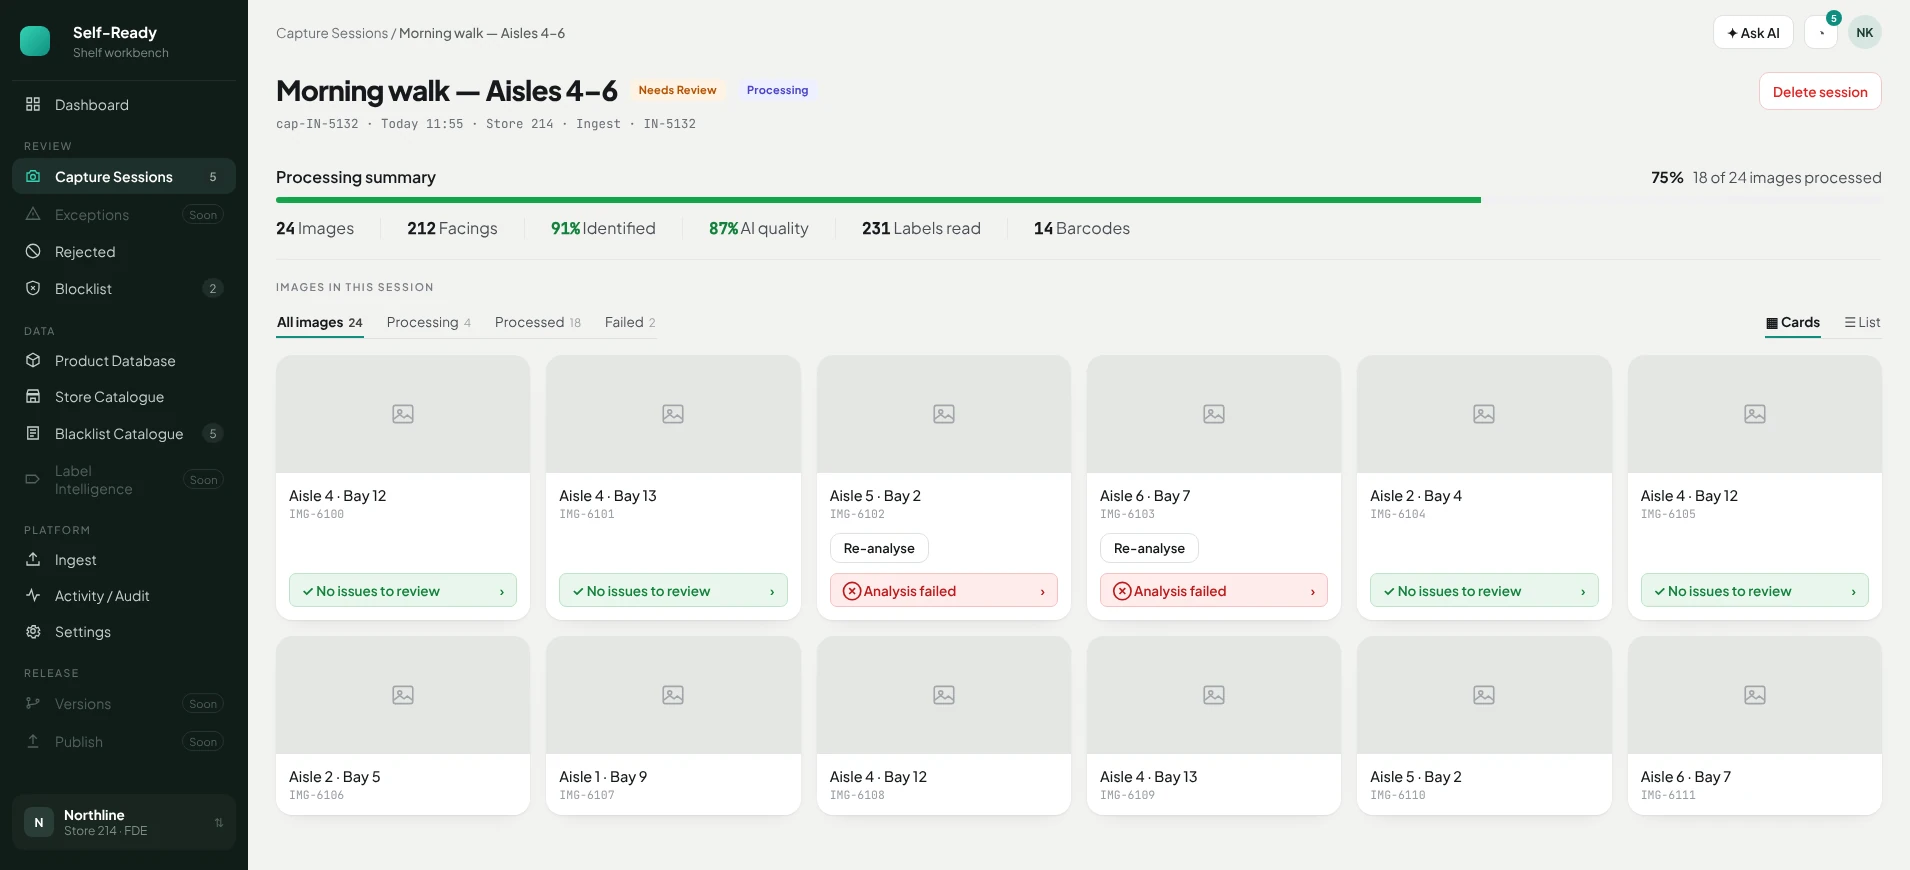 Self-Ready
Shelf workbench
Dashboard
REVIEW
Capture Sessions 5
Exceptions Soon
Rejected
Blocklist 2
DATA
Product Database
Store Catalogue
Blacklist Catalogue 5
Label Intelligence Soon
PLATFORM
Ingest
Activity / Audit
Settings
RELEASE
Versions Soon
Publish Soon
N Northline
Store 214 · FDE
Capture Sessions / Morning walk — Aisles 4–6
✦ Ask AI 5 NK
Morning walk — Aisles 4–6 Needs Review Processing
Delete session
cap-IN-5132 · Today 11:55 · Store 214 · Ingest · IN-5132
Processing summary 75% 18 of 24 images processed
24 Images 212 Facings 91% Identified 87% AI quality 231 Labels read 14 Barcodes
IMAGES IN THIS SESSION
All images 24 Processing 4 Processed 18 Failed 2 Cards List
Aisle 4 · Bay 12
IMG-6100
✓ No issues to review ›
Aisle 4 · Bay 13
IMG-6101
✓ No issues to review ›
Aisle 5 · Bay 2
IMG-6102
Re-analyse
Analysis failed ›
Aisle 6 · Bay 7
IMG-6103
Re-analyse
Analysis failed ›
Aisle 2 · Bay 4
IMG-6104
✓ No issues to review ›
Aisle 4 · Bay 12
IMG-6105
✓ No issues to review ›
Aisle 2 · Bay 5
IMG-6106
Aisle 1 · Bay 9
IMG-6107
Aisle 4 · Bay 12
IMG-6108
Aisle 4 · Bay 13
IMG-6109
Aisle 5 · Bay 2
IMG-6110
Aisle 6 · Bay 7
IMG-6111